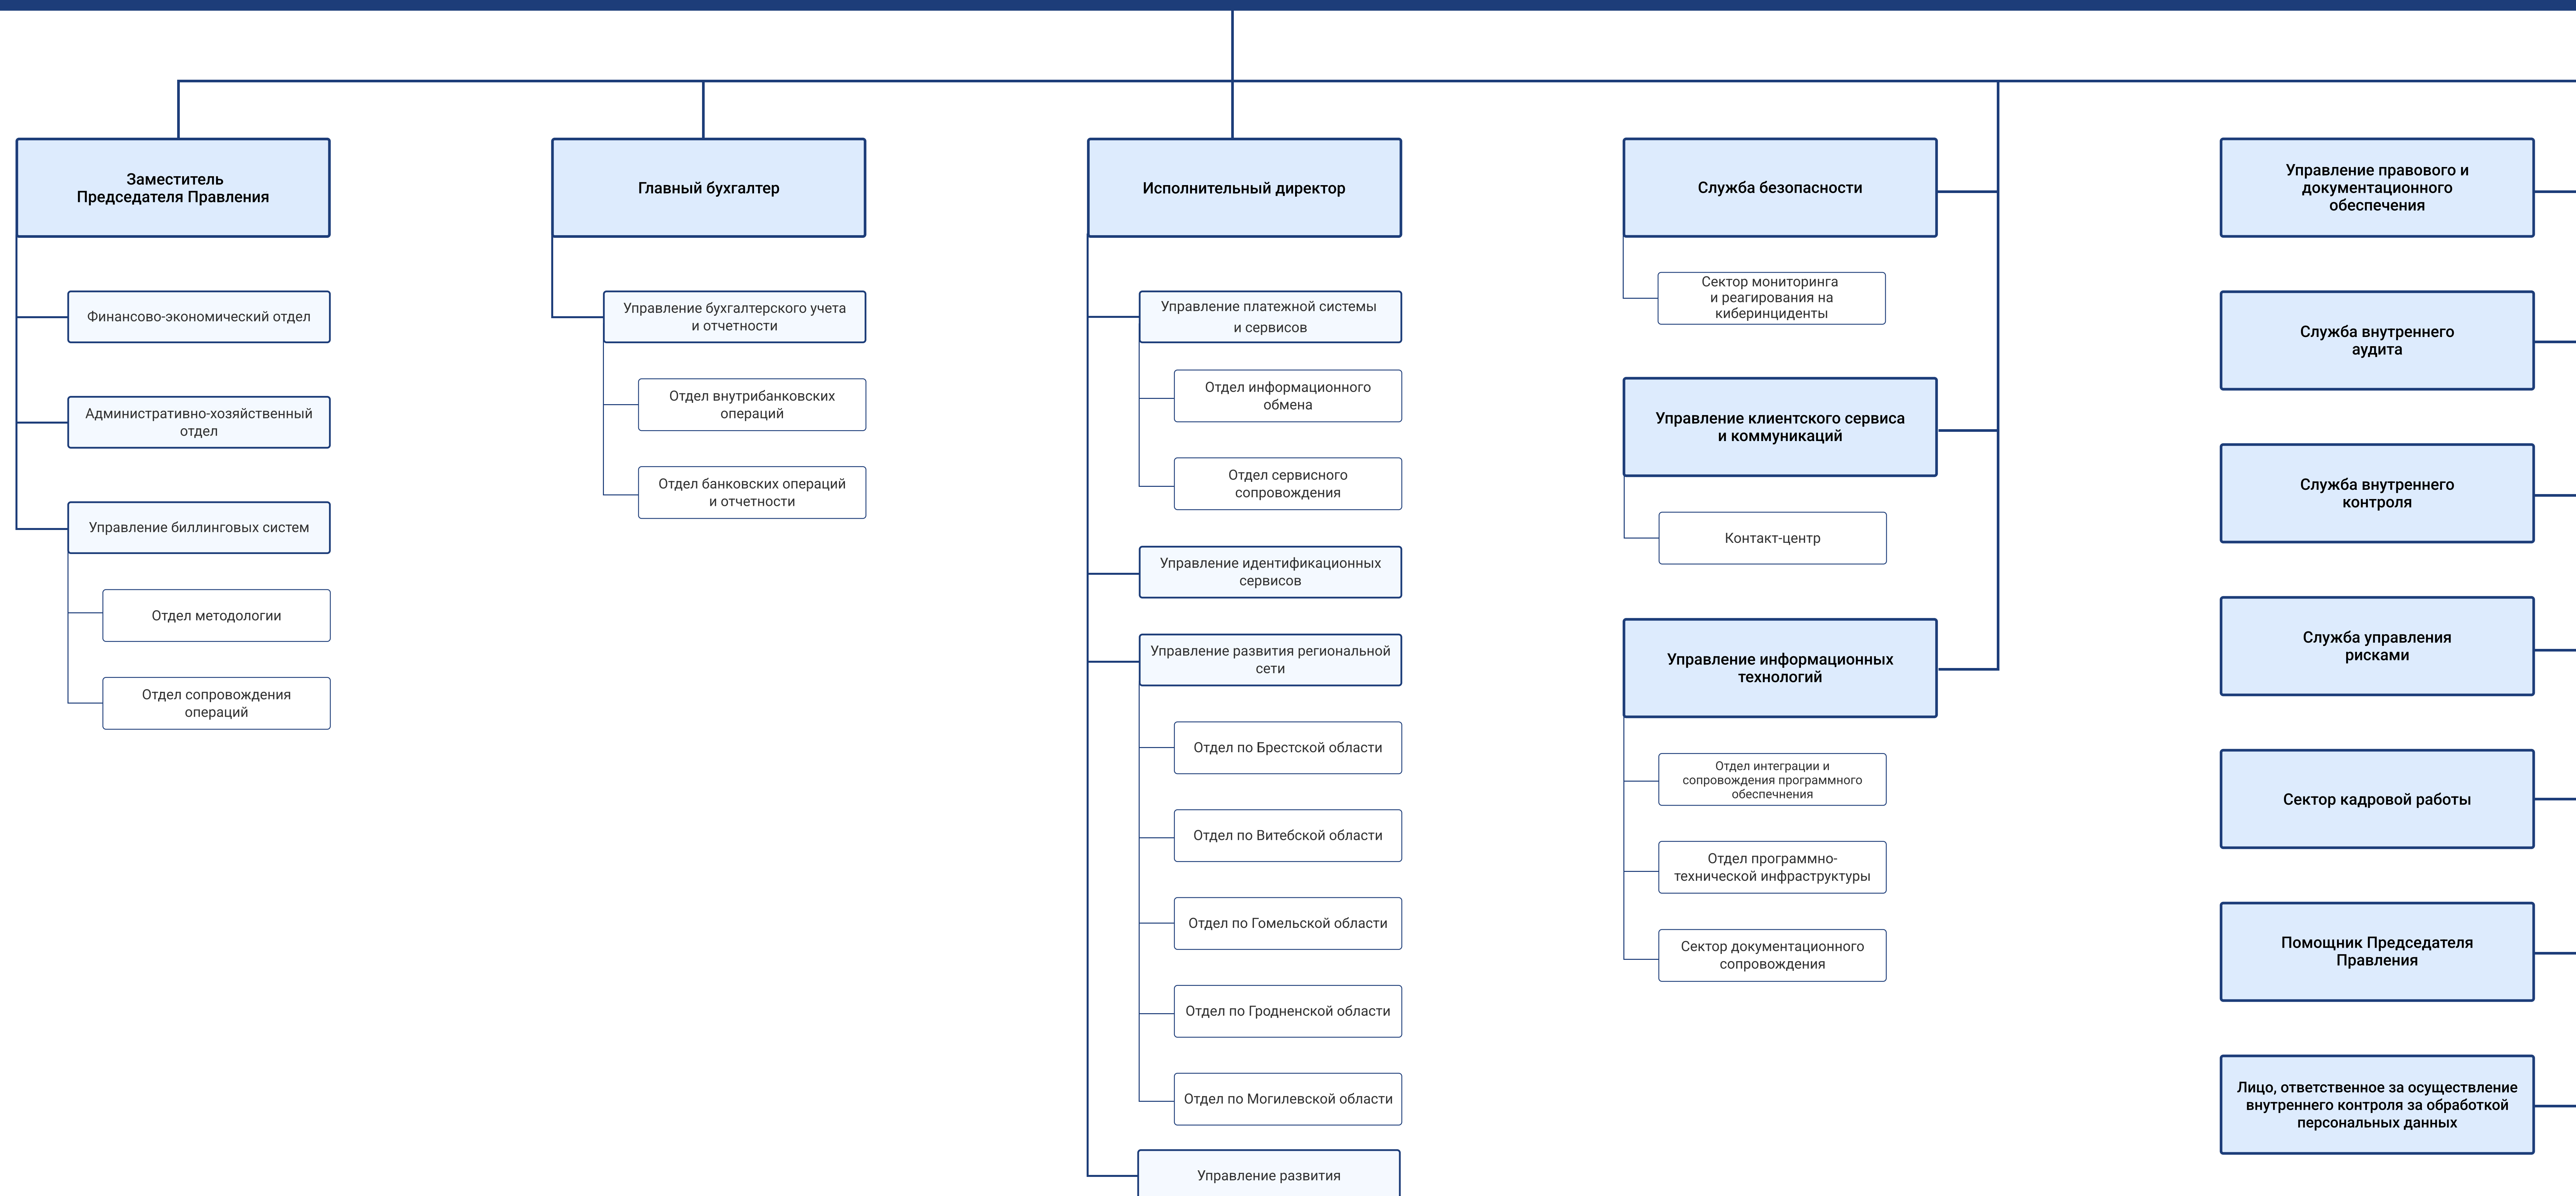 Заместитель
Председателя Правления
Финансово-экономический отдел
Административно-хозяйственный
отдел
Управление биллинговых систем
Отдел методологии
Отдел сопровождения
операций
Главный бухгалтер
Управление бухгалтерского учета
и отчетности
Отдел внутрибанковских
операций
Отдел банковских операций
и отчетности
Исполнительный директор
Управление платежной системы
и сервисов
Отдел информационного
обмена
Отдел сервисного
сопровождения
Управление идентификационных
сервисов
Управление развития региональной
сети
Отдел по Брестской области
Отдел по Витебской области
Отдел по Гомельской области
Отдел по Гродненской области
Отдел по Могилевской области
Управление развития
Служба безопасности
Сектор мониторинга
и реагирования на
киберинциденты
Управление клиентского сервиса
и коммуникаций
Контакт-центр
Управление информационных
технологий
Отдел интеграции и
сопровождения программного
обеспечнения
Отдел программно-
технической инфраструктуры
Сектор документационного
сопровождения
Управление правового и
документационного
обеспечения
Служба внутреннего
аудита
Служба внутреннего
контроля
Служба управления
рисками
Сектор кадровой работы
Помощник Председателя
Правления
Лицо, ответственное за осуществление
внутреннего контроля за обработкой
персональных данных